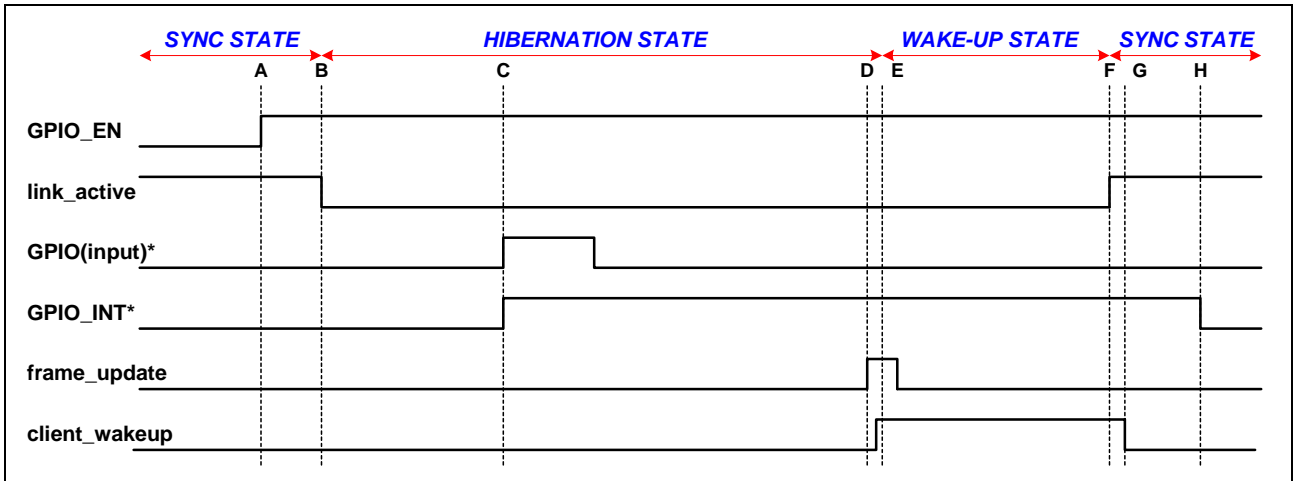 SYNC STATE HIBERNATION STATE WAKE-UP STATE SYNC STATE
A B C D E F G H
GPIO_EN
link_active
GPIO(input)*
GPIO_INT*
frame_update
client_wakeup